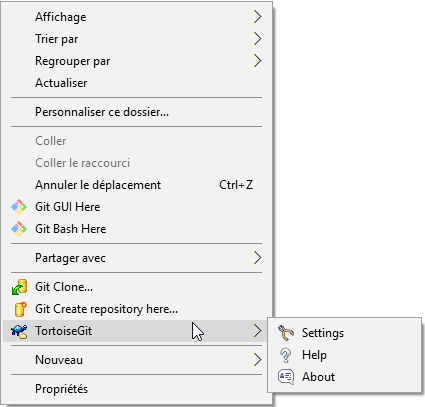 Affichage
Trier par
Regrouper par
Actualiser
Personnaliser ce dossier...
Coller
Coller le raccourci
Annuler le déplacement Ctrl+Z
Git GUI Here
Git Bash Here
Partager avec
Git Clone...
Git Create repository here...
TortoiseGit
Settings
Help
About
Nouveau
Propriétés